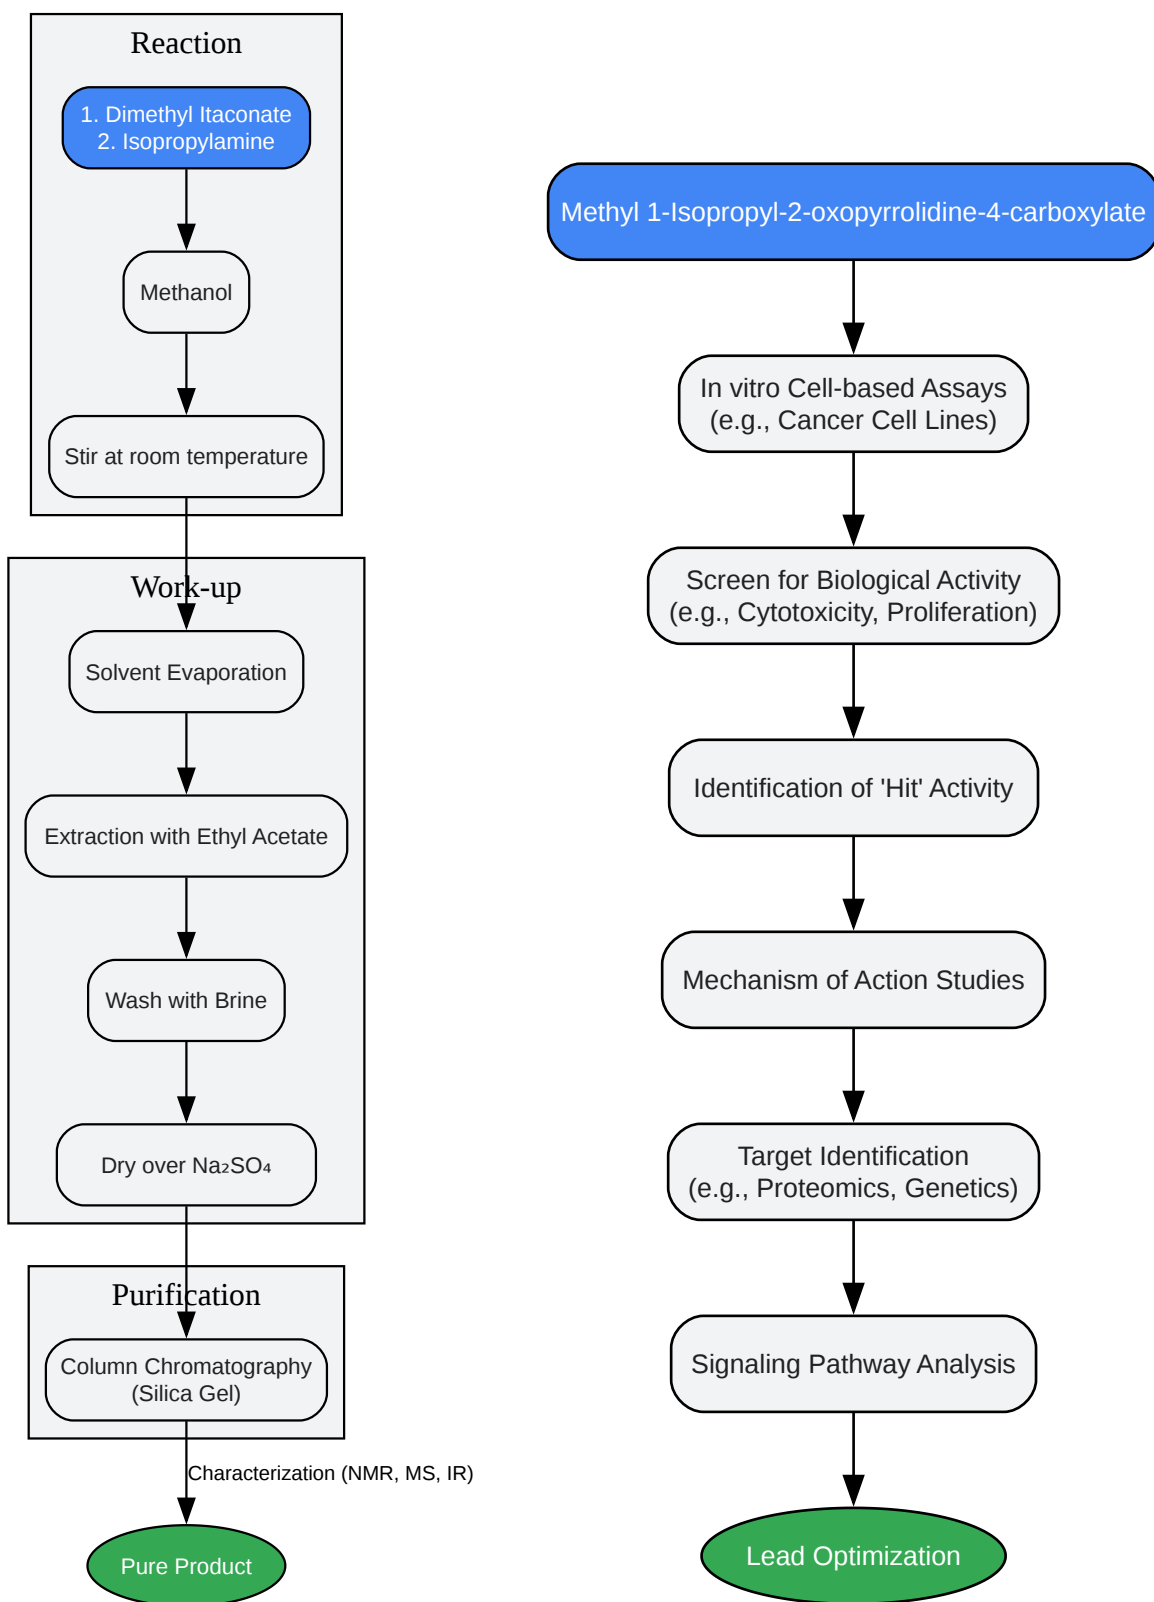 Reaction
1. Dimethyl Itaconate
2. Isopropylamine
Methanol
Stir at room temperature
Work-up
Solvent Evaporation
Extraction with Ethyl Acetate
Wash with Brine
Dry over Na₂SO₄
Purification
Column Chromatography
(Silica Gel)
Characterization (NMR, MS, IR)
Pure Product
Methyl 1-Isopropyl-2-oxopyrrolidine-4-carboxylate
In vitro Cell-based Assays
(e.g., Cancer Cell Lines)
Screen for Biological Activity
(e.g., Cytotoxicity, Proliferation)
Identification of 'Hit' Activity
Mechanism of Action Studies
Target Identification
(e.g., Proteomics, Genetics)
Signaling Pathway Analysis
Lead Optimization